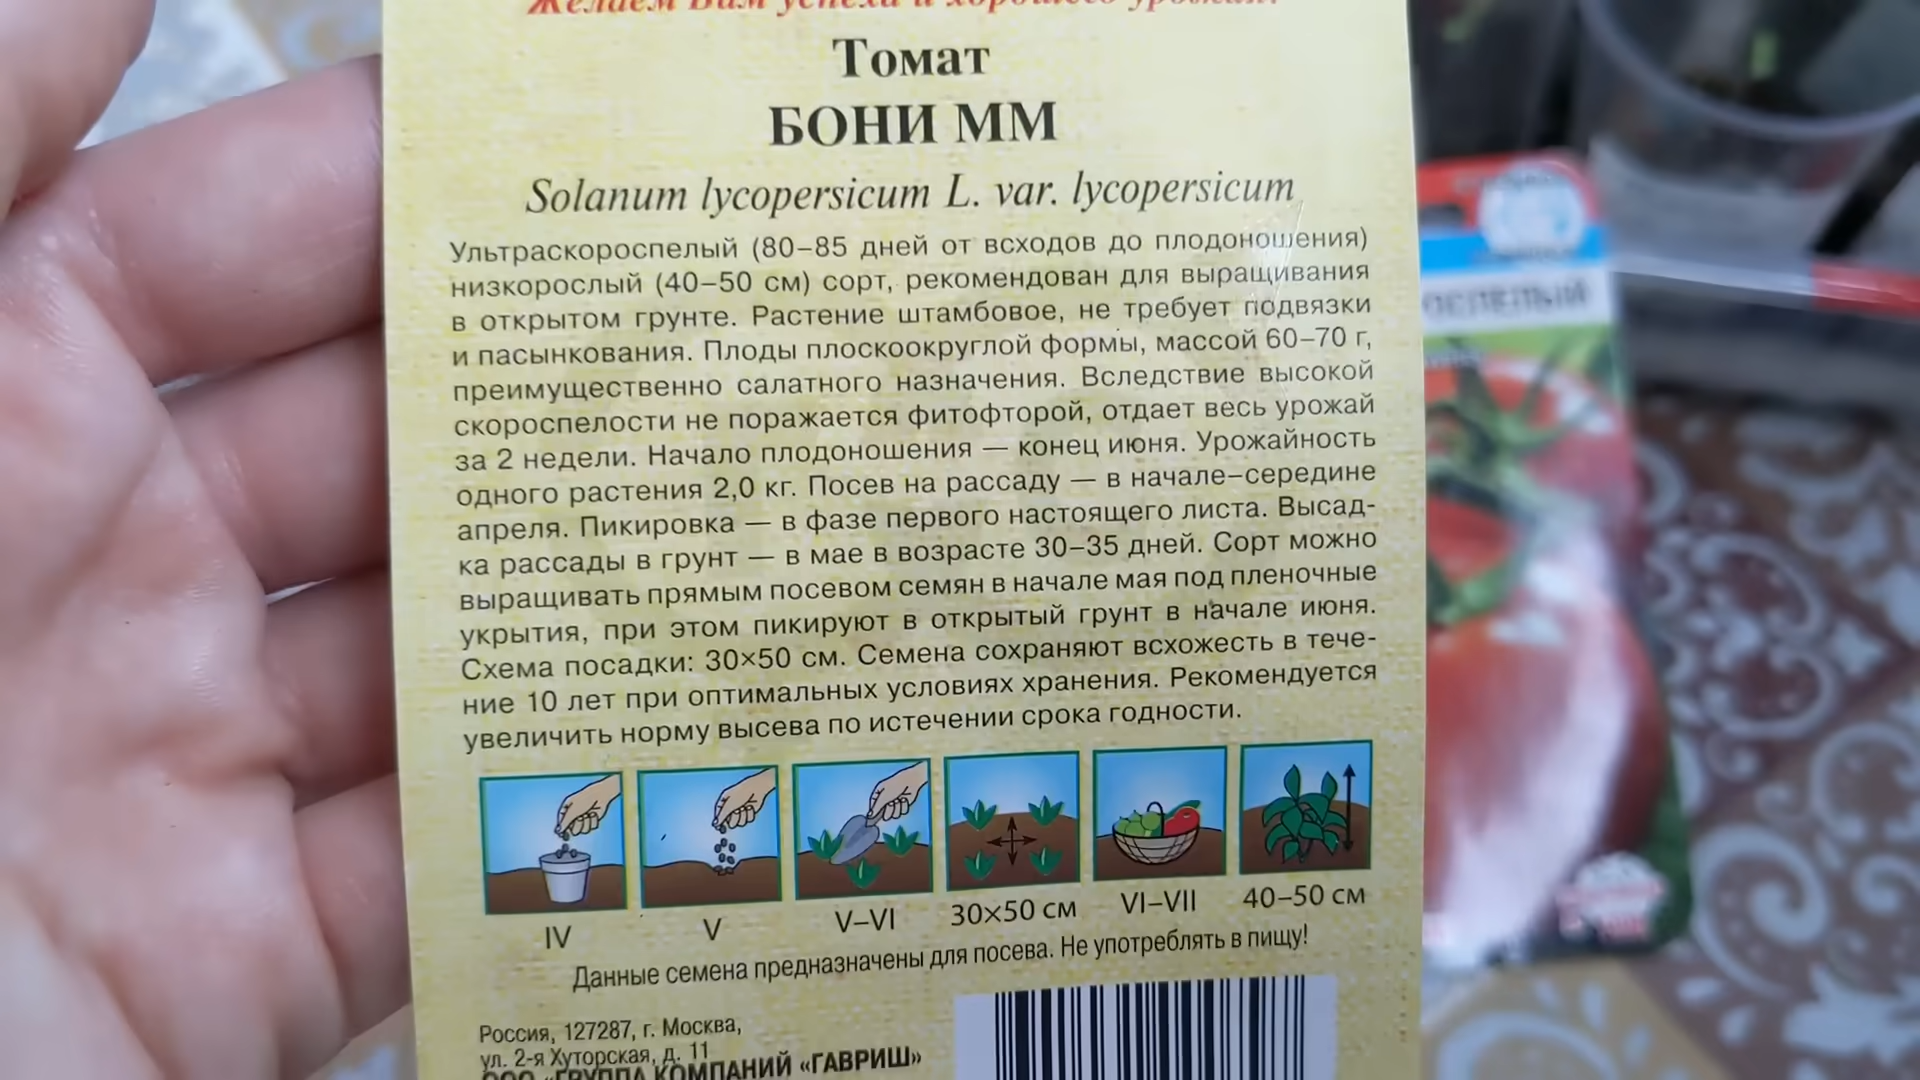 Желаем Вам успеха и хорошего урожая!
Томат
БОНИ ММ
Solanum lycopersicum L. var. lycopersicum
Ультраскороспелый (80–85 дней от всходов до плодоношения)
низкорослый (40–50 см) сорт, рекомендован для выращивания
в открытом грунте. Растение штамбовое, не требует подвязки
и пасынкования. Плоды плоскоокруглой формы, массой 60–70 г,
преимущественно салатного назначения. Вследствие высокой
скороспелости не поражается фитофторой, отдает весь урожай
за 2 недели. Начало плодоношения — конец июня. Урожайность
одного растения 2,0 кг. Посев на рассаду — в начале–середине
апреля. Пикировка — в фазе первого настоящего листа. Высад-
ка рассады в грунт — в мае в возрасте 30–35 дней. Сорт можно
выращивать прямым посевом семян в начале мая под пленочные
укрытия, при этом пикируют в открытый грунт в начале июня.
Схема посадки: 30×50 см. Семена сохраняют всхожесть в тече-
ние 10 лет при оптимальных условиях хранения. Рекомендуется
увеличить норму высева по истечении срока годности.
IV V V–VI 30×50 см VI–VII 40–50 см
Данные семена предназначены для посева. Не употреблять в пищу!
Россия, 127287, г. Москва,
ул. 2-я Хуторская, д. 11
ООО «ГРУППА КОМПАНИЙ «ГАВРИШ»